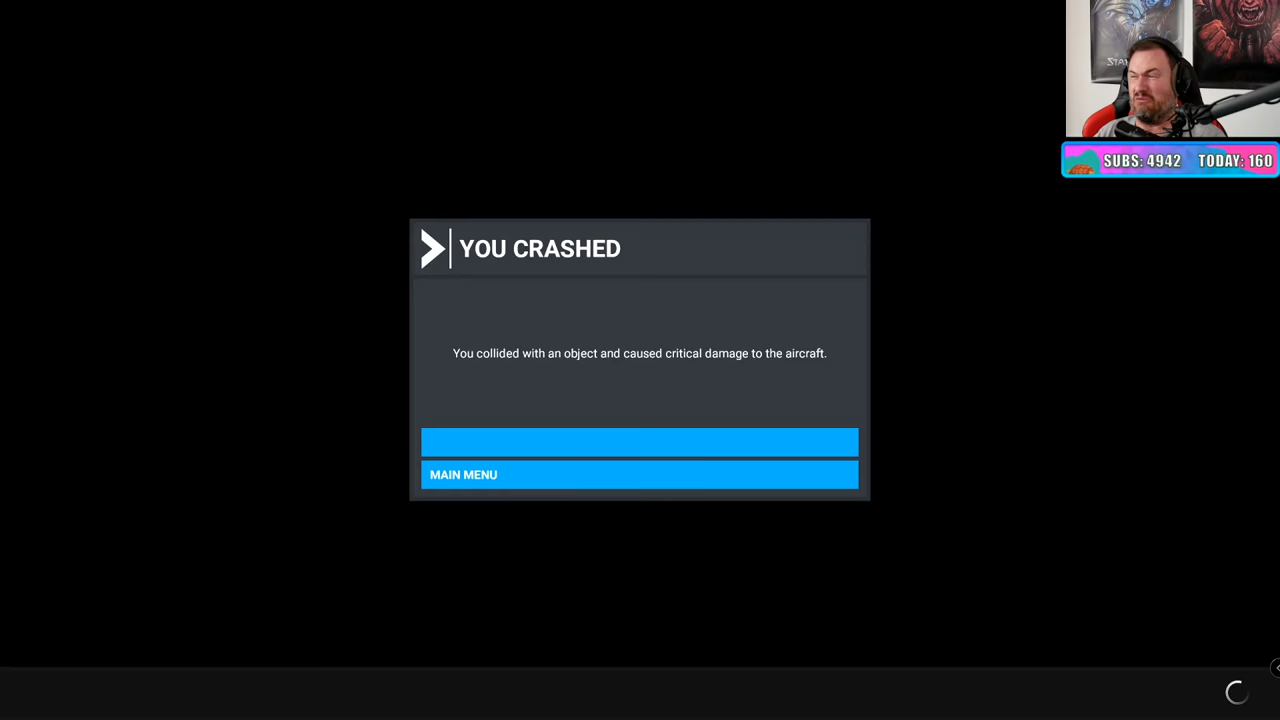 STAR
SUBS: 4942 TODAY: 160
YOU CRASHED
You collided with an object and caused critical damage to the aircraft.
MAIN MENU